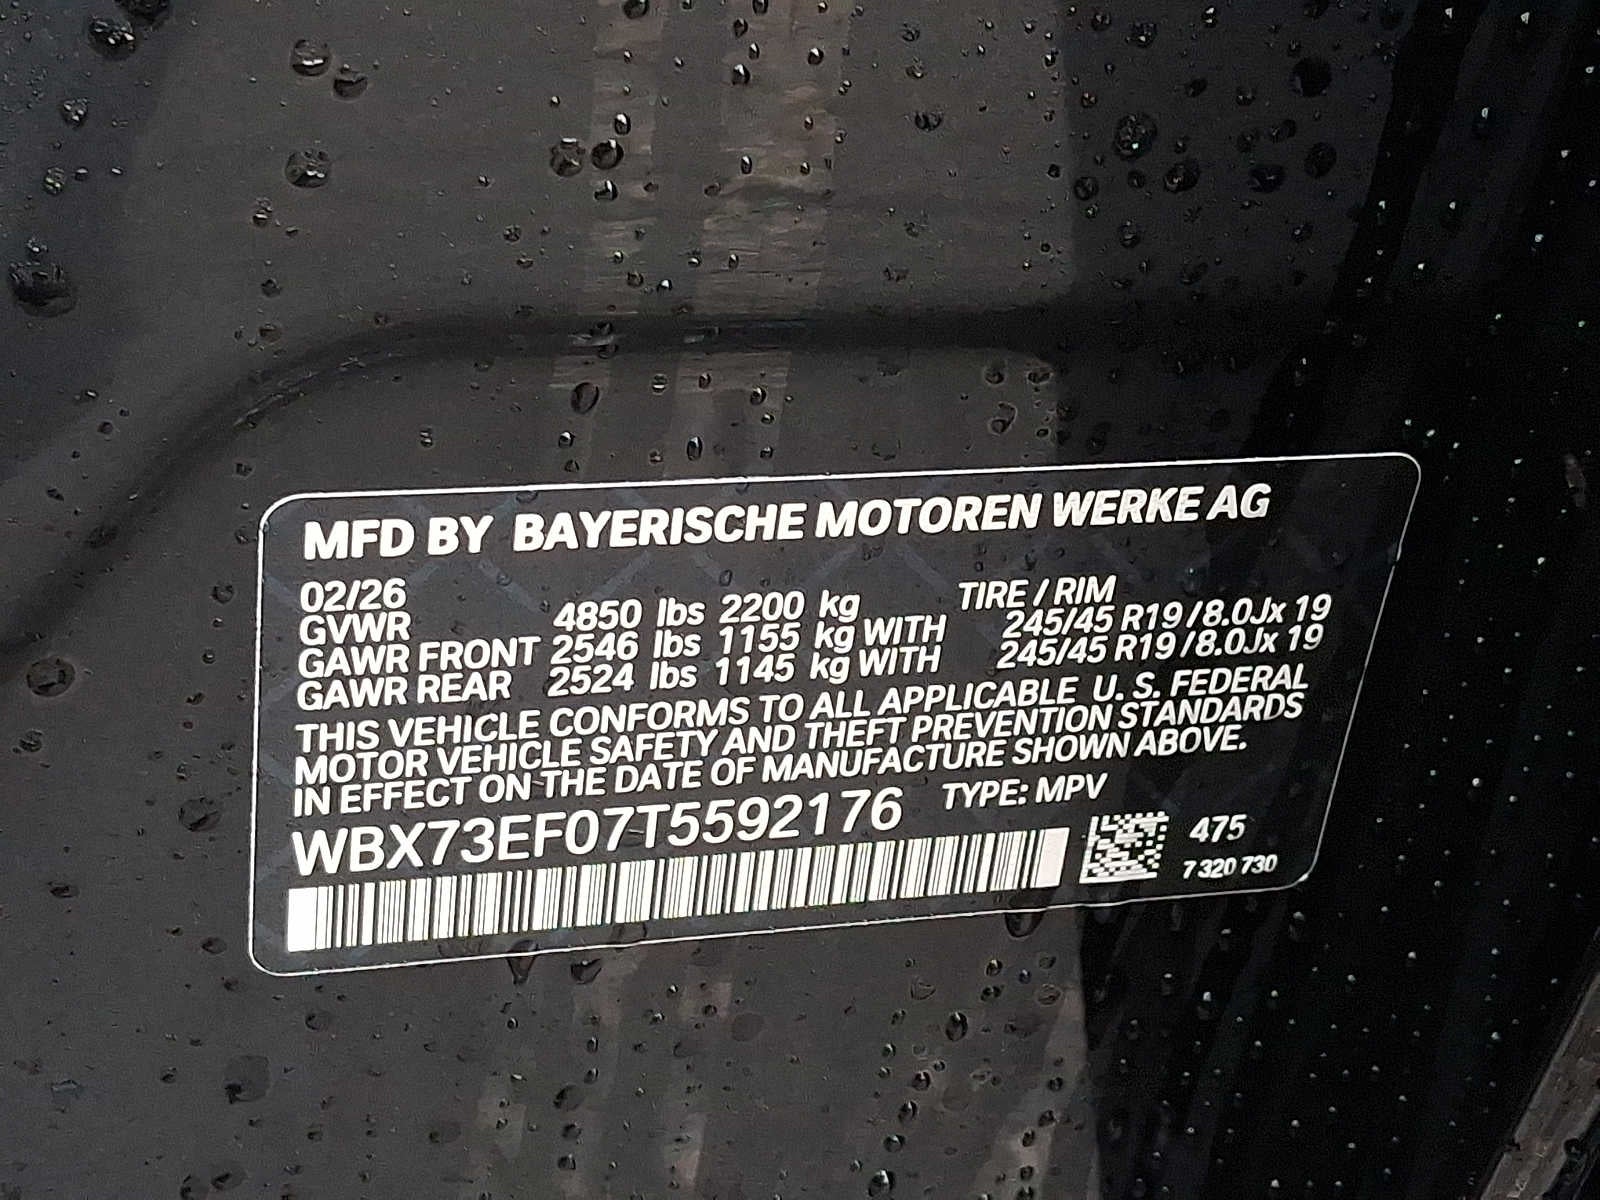 MFD BY BAYERISCHE MOTOREN WERKE AG
02/26 TIRE / RIM
GVWR 4850 lbs 2200 kg
GAWR FRONT 2546 lbs 1155 kg WITH 245/45 R19 / 8.0Jx 19
GAWR REAR 2524 lbs 1145 kg WITH 245/45 R19 / 8.0Jx 19
THIS VEHICLE CONFORMS TO ALL APPLICABLE U. S. FEDERAL
MOTOR VEHICLE SAFETY AND THEFT PREVENTION STANDARDS
IN EFFECT ON THE DATE OF MANUFACTURE SHOWN ABOVE.
WBX73EF07T5592176 TYPE: MPV
475
7 320 730